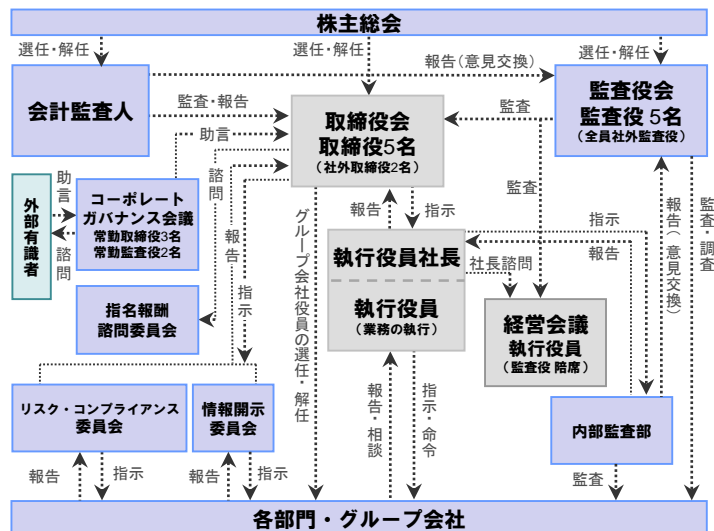 株主総会
選任・解任
選任・解任
選任・解任
報告(意見交換)
会計監査人
監査・報告
取締役会
取締役5名
(社外取締役2名)
監査
監査役会
監査役 5名
(全員社外監査役)
助言
諮問
外部有識者
助言
諮問
コーポレート
ガバナンス会議
常勤取締役3名
常勤監査役2名
報告
指示
グループ会社役員の選任・解任
報告
指示
監査
指示
報告
報告(意見交換)
監査・調査
執行役員社長
執行役員
(業務の執行)
社長諮問
経営会議
執行役員
(監査役 陪席)
指名報酬
諮問委員会
リスク・コンプライアンス
委員会
情報開示
委員会
報告・相談
指示・命令
内部監査部
報告
指示
報告
指示
監査
各部門・グループ会社